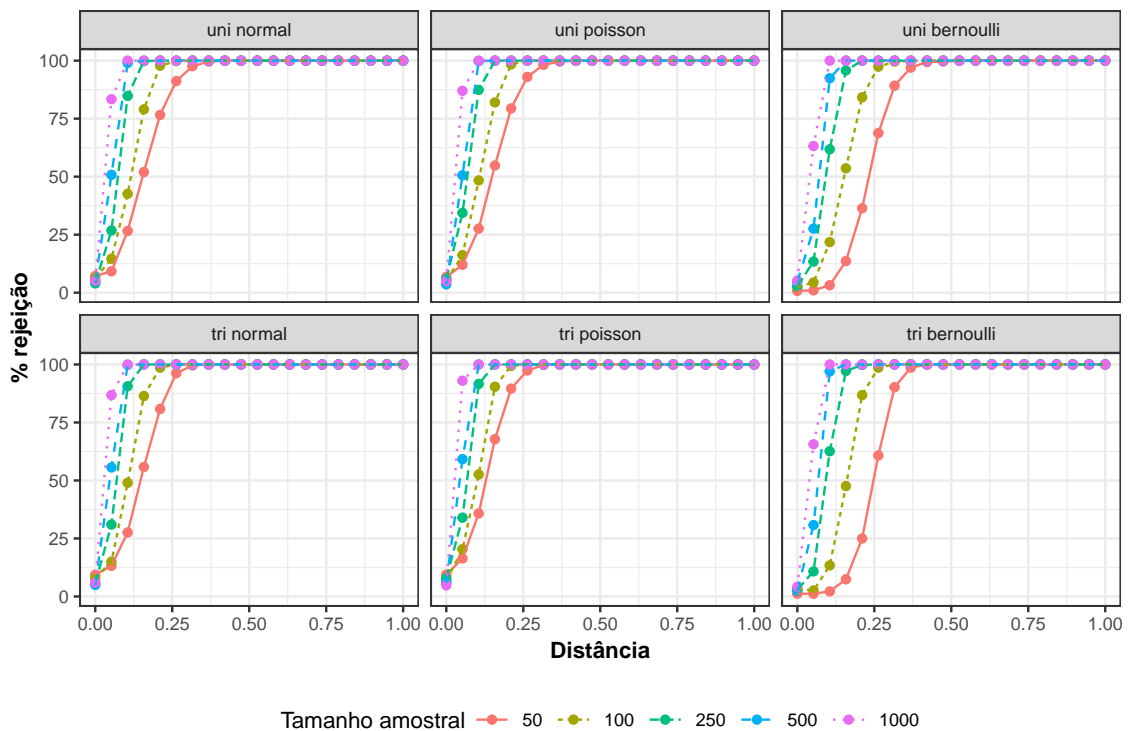 uni normal uni poisson uni bernoulli
100
75
50
25
0
tri normal tri poisson tri bernoulli
100
75
50
25
0
% rejeição
0.00 0.25 0.50 0.75 1.00 0.00 0.25 0.50 0.75 1.00 0.00 0.25 0.50 0.75 1.00
Distância
Tamanho amostral 50 100 250 500 1000